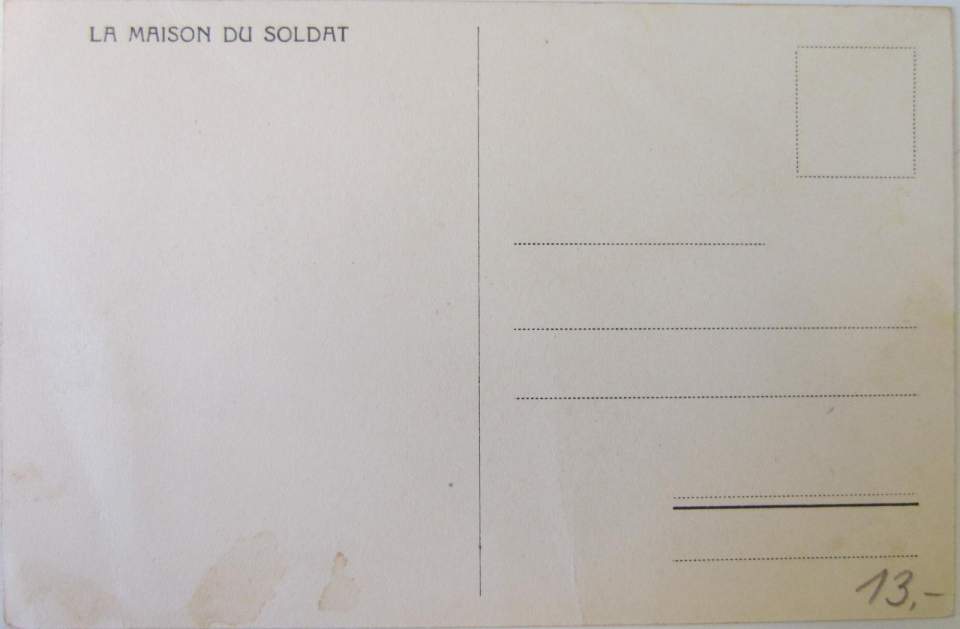 LA MAISON DU SOLDAT
13,-